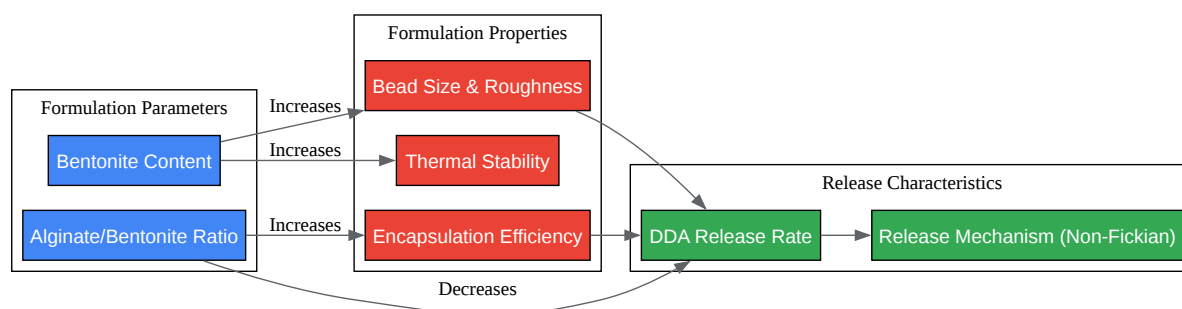 Formulation Parameters
Bentonite Content
Alginate/Bentonite Ratio
Increases
Increases
Increases
Decreases
Formulation Properties
Bead Size & Roughness
Thermal Stability
Encapsulation Efficiency
Release Characteristics
DDA Release Rate
Release Mechanism (Non-Fickian)